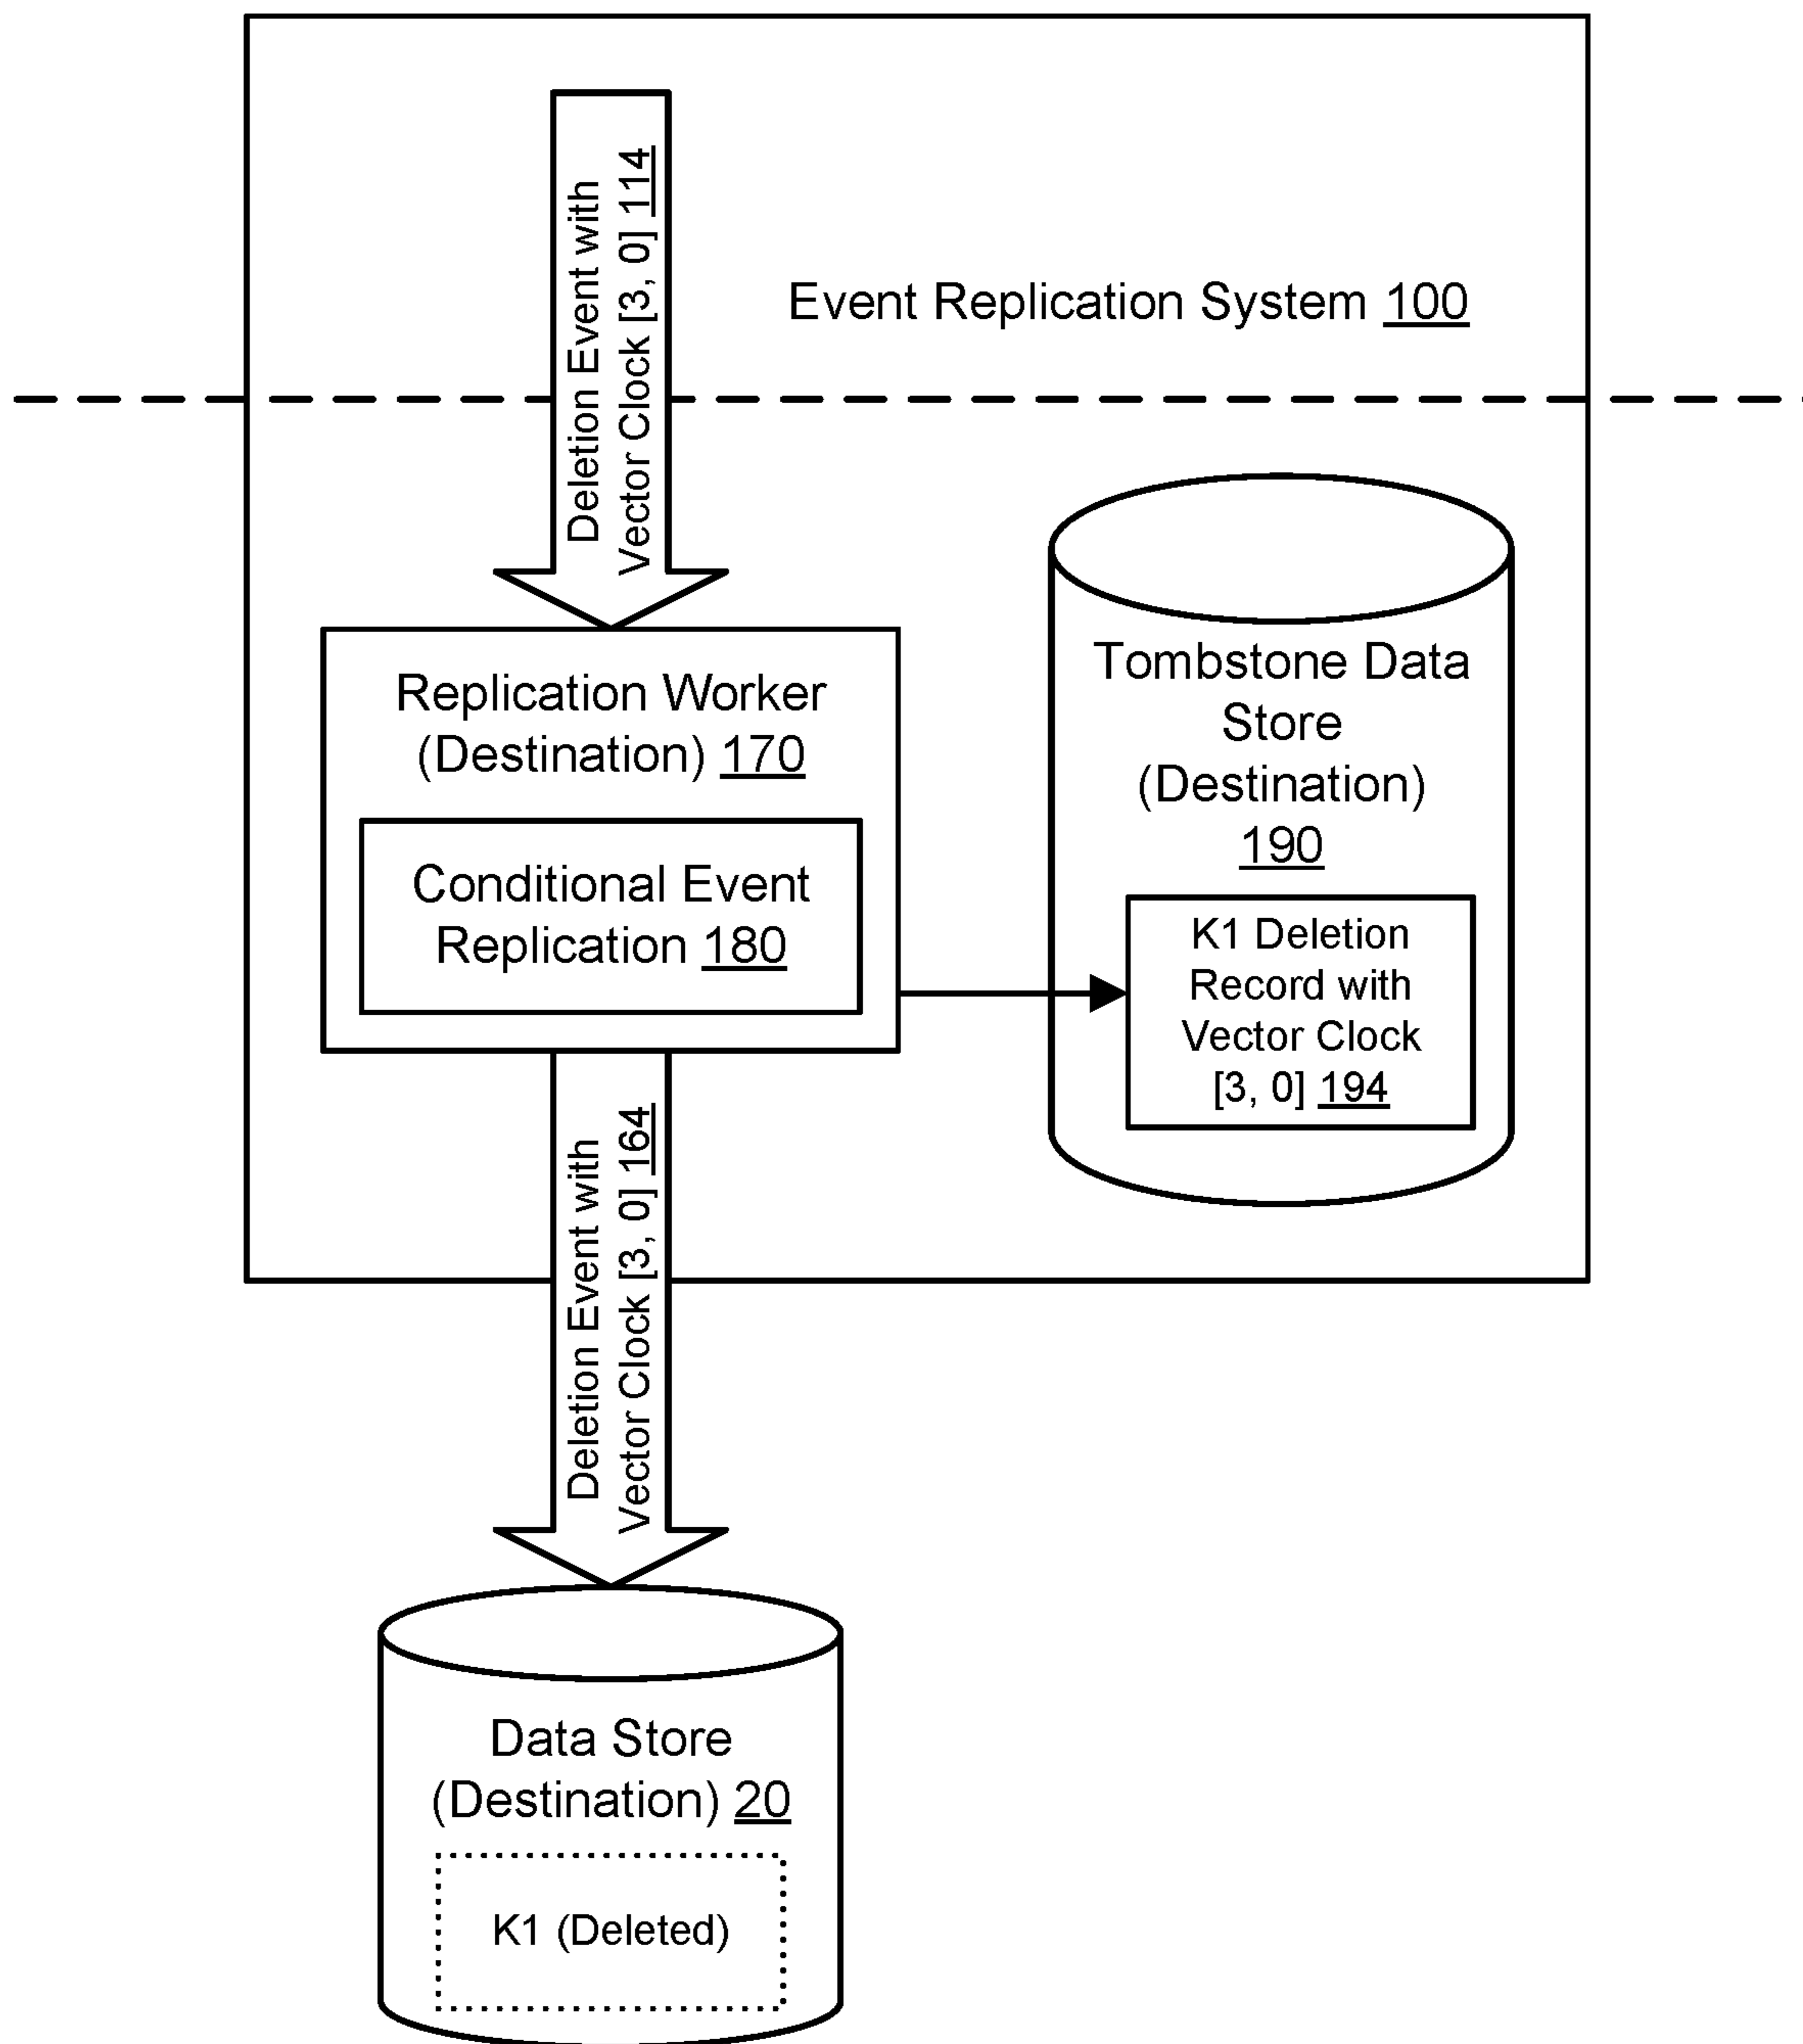 Deletion Event with
Vector Clock [3, 0] 114
Event Replication System 100
Replication Worker
(Destination) 170
Conditional Event
Replication 180
Tombstone Data
Store
(Destination)
190
K1 Deletion
Record with
Vector Clock
[3, 0] 194
Deletion Event with
Vector Clock [3, 0] 164
Data Store
(Destination) 20
K1 (Deleted)